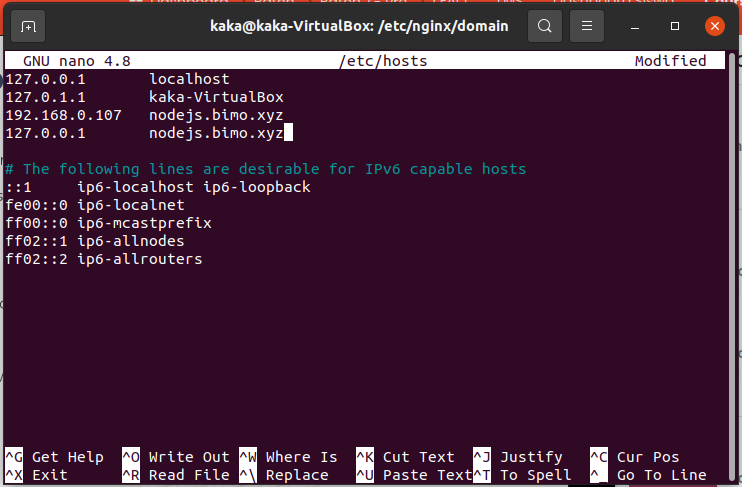 kaka@kaka-VirtualBox: /etc/nginx/domain
GNU nano 4.8 /etc/hosts Modified
127.0.0.1 localhost
127.0.1.1 kaka-VirtualBox
192.168.0.107 nodejs.bimo.xyz
127.0.0.1 nodejs.bimo.xyz
# The following lines are desirable for IPv6 capable hosts
::1 ip6-localhost ip6-loopback
fe00::0 ip6-localnet
ff00::0 ip6-mcastprefix
ff02::1 ip6-allnodes
ff02::2 ip6-allrouters
^G Get Help ^O Write Out ^W Where Is ^K Cut Text ^J Justify ^C Cur Pos
^X Exit ^R Read File ^\ Replace ^U Paste Text ^T To Spell ^_ Go To Line